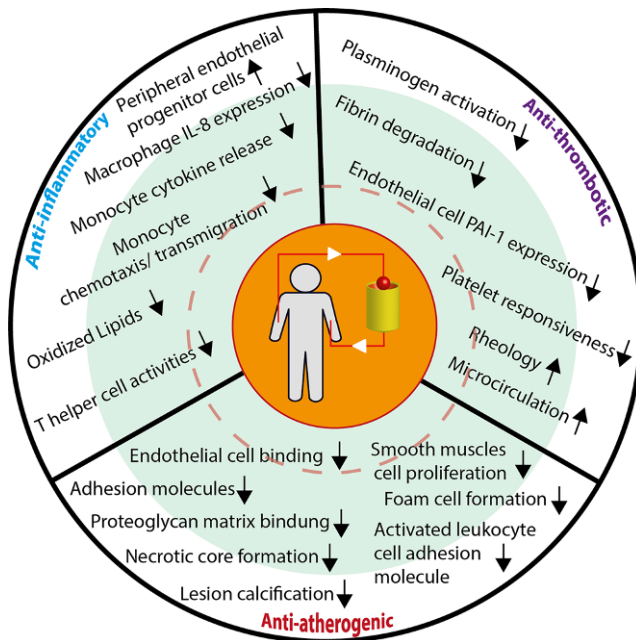 Anti-inflammatory
Peripheral endothelial
progenitor cells
Macrophage IL-8 expression
Monocyte cytokine release
Monocyte
chemotaxis/ transmigration
Oxidized Lipids
T helper cell activities
Anti-thrombotic
Plasminogen activation
Fibrin degradation
Endothelial cell PAI-1 expression
Platelet responsiveness
Rheology
Microcirculation
Endothelial cell binding
Adhesion molecules
Proteoglycan matrix bindung
Necrotic core formation
Lesion calcification
Smooth muscles
cell proliferation
Foam cell formation
Activated leukocyte
cell adhesion
molecule
Anti-atherogenic